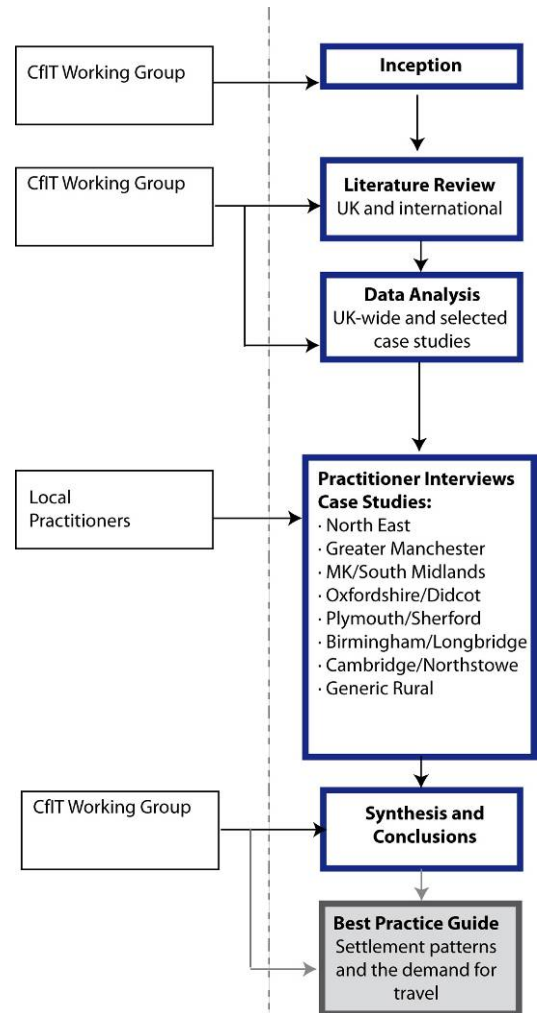 CfIT Working Group
Inception
CfIT Working Group
Literature Review
UK and international
Data Analysis
UK-wide and selected
case studies
Local
Practitioners
Practitioner Interviews
Case Studies:
· North East
· Greater Manchester
· MK/South Midlands
· Oxfordshire/Didcot
· Plymouth/Sherford
· Birmingham/Longbridge
· Cambridge/Northstowe
· Generic Rural
CfIT Working Group
Synthesis and
Conclusions
Best Practice Guide
Settlement patterns
and the demand for
travel